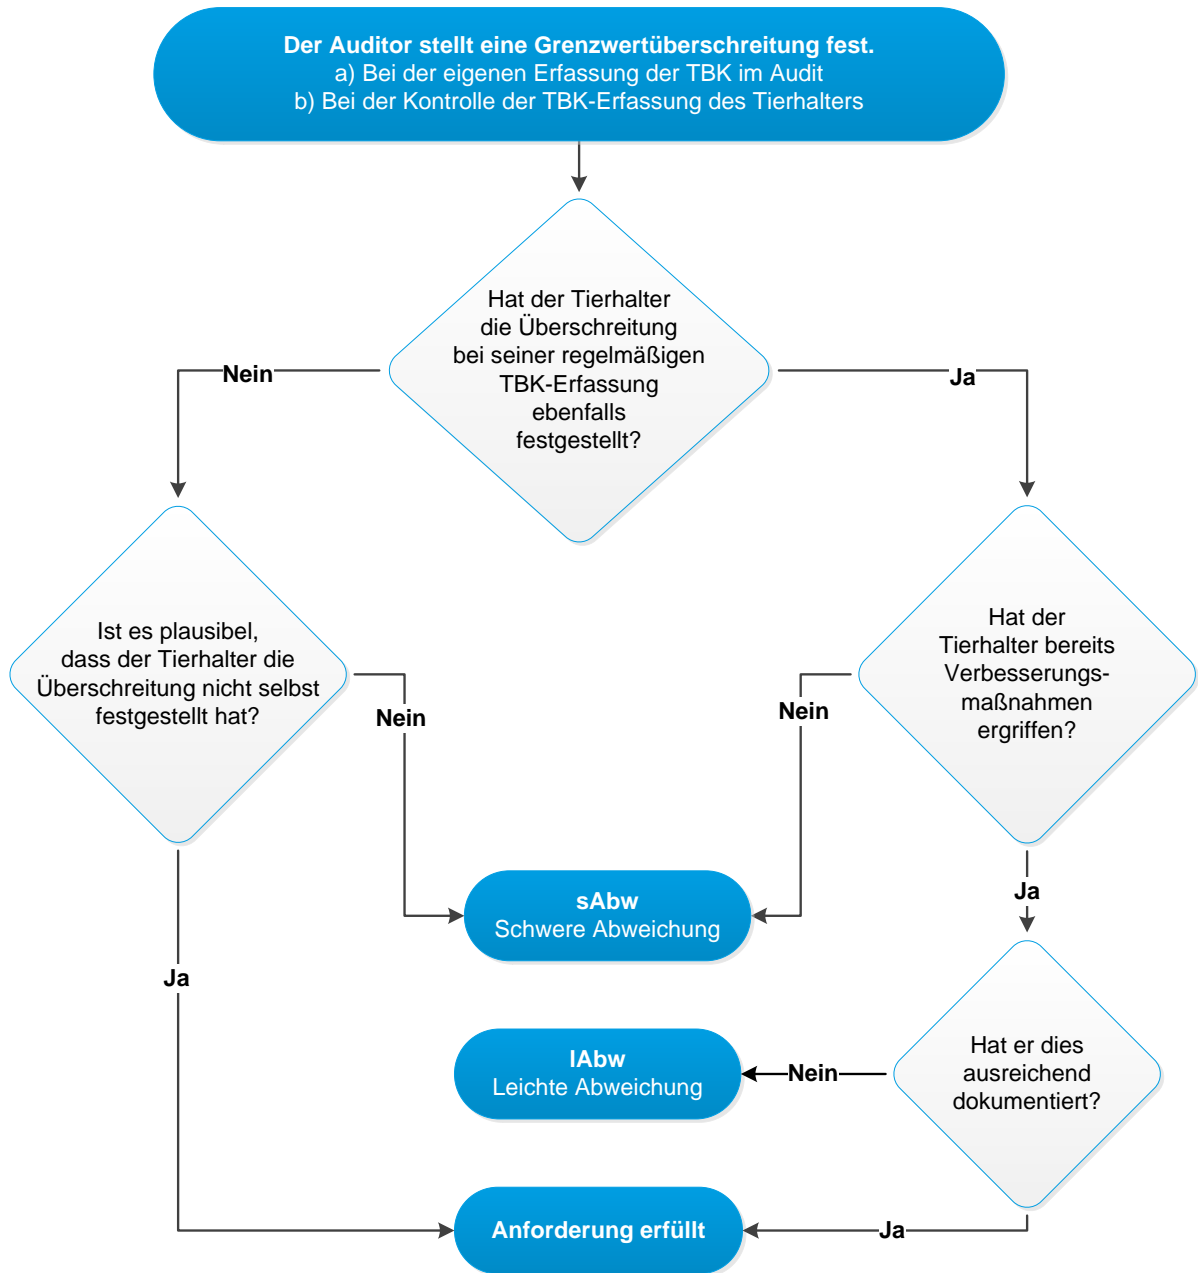 Der Auditor stellt eine Grenzwertüberschreitung fest.
a) Bei der eigenen Erfassung der TBK im Audit
b) Bei der Kontrolle der TBK-Erfassung des Tierhalters
Hat der Tierhalter
die Überschreitung
bei seiner regelmäßigen
TBK-Erfassung
ebenfalls
festgestellt?
Nein
Ja
Ist es plausibel,
dass der Tierhalter die
Überschreitung nicht selbst
festgestellt hat?
Hat der
Tierhalter bereits
Verbesserungs-
maßnahmen
ergriffen?
Nein
Nein
sAbw
Schwere Abweichung
Ja
Ja
lAbw
Leichte Abweichung
Nein
Hat er dies
ausreichend
dokumentiert?
Anforderung erfüllt
Ja